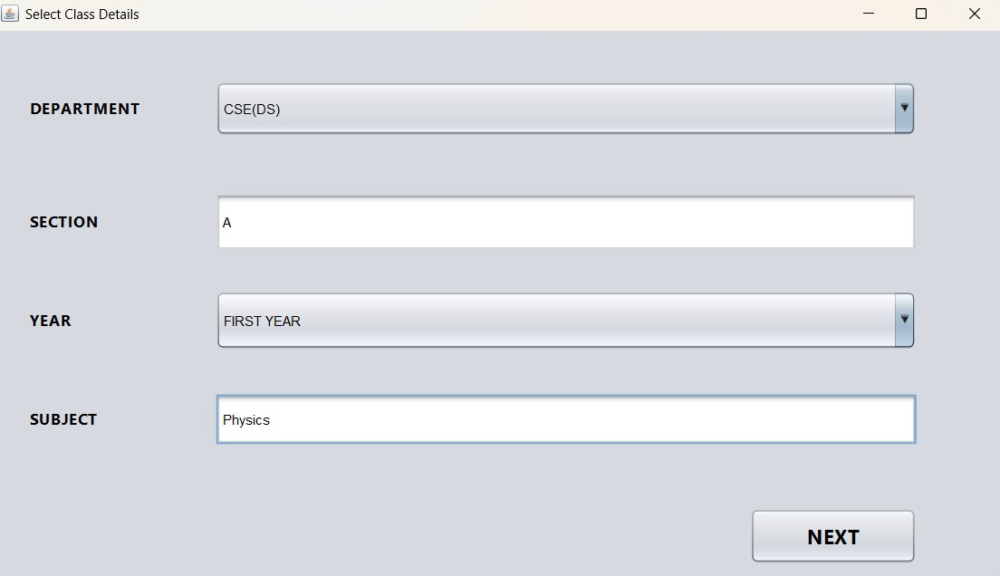 Select Class Details
DEPARTMENT CSE(DS)
SECTION A
YEAR FIRST YEAR
SUBJECT Physics
NEXT